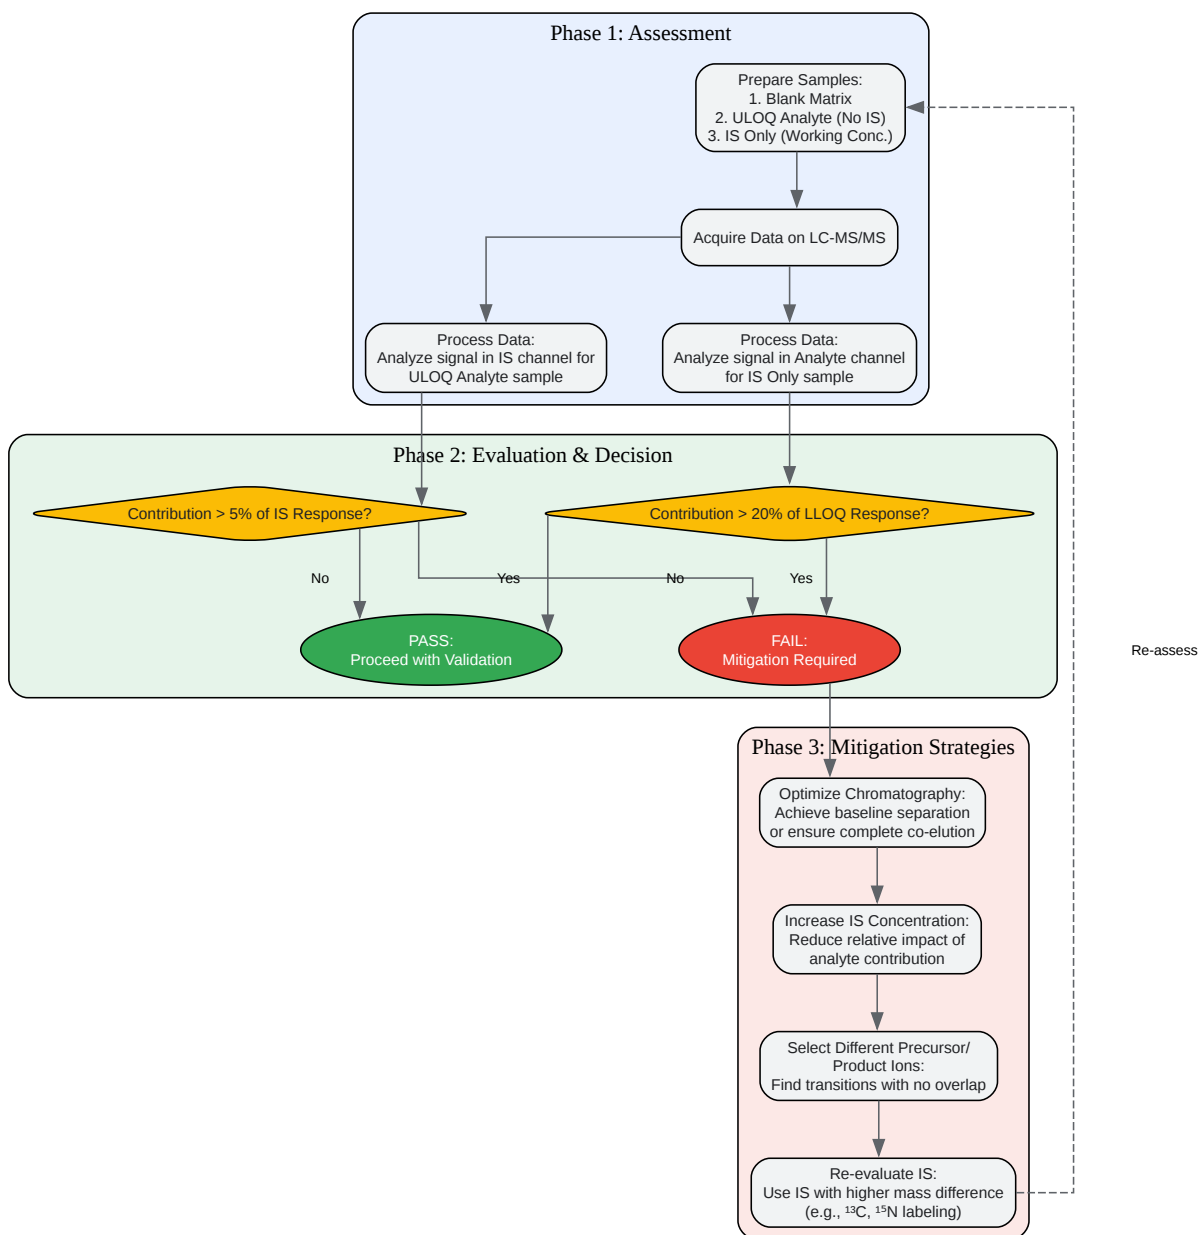 Phase 1: Assessment
Prepare Samples:
1. Blank Matrix
2. ULOQ Analyte (No IS)
3. IS Only (Working Conc.)
Acquire Data on LC-MS/MS
Process Data:
Analyze signal in IS channel for
ULOQ Analyte sample
Process Data:
Analyze signal in Analyte channel
for IS Only sample
Phase 2: Evaluation & Decision
Contribution > 5% of IS Response?
Contribution > 20% of LLOQ Response?
No
Yes
No
Yes
PASS:
Proceed with Validation
FAIL:
Mitigation Required
Re-assess
Phase 3: Mitigation Strategies
Optimize Chromatography:
Achieve baseline separation
or ensure complete co-elution
Increase IS Concentration:
Reduce relative impact of
analyte contribution
Select Different Precursor/
Product Ions:
Find transitions with no overlap
Re-evaluate IS:
Use IS with higher mass difference
(e.g., ¹³C, ¹⁵N labeling)